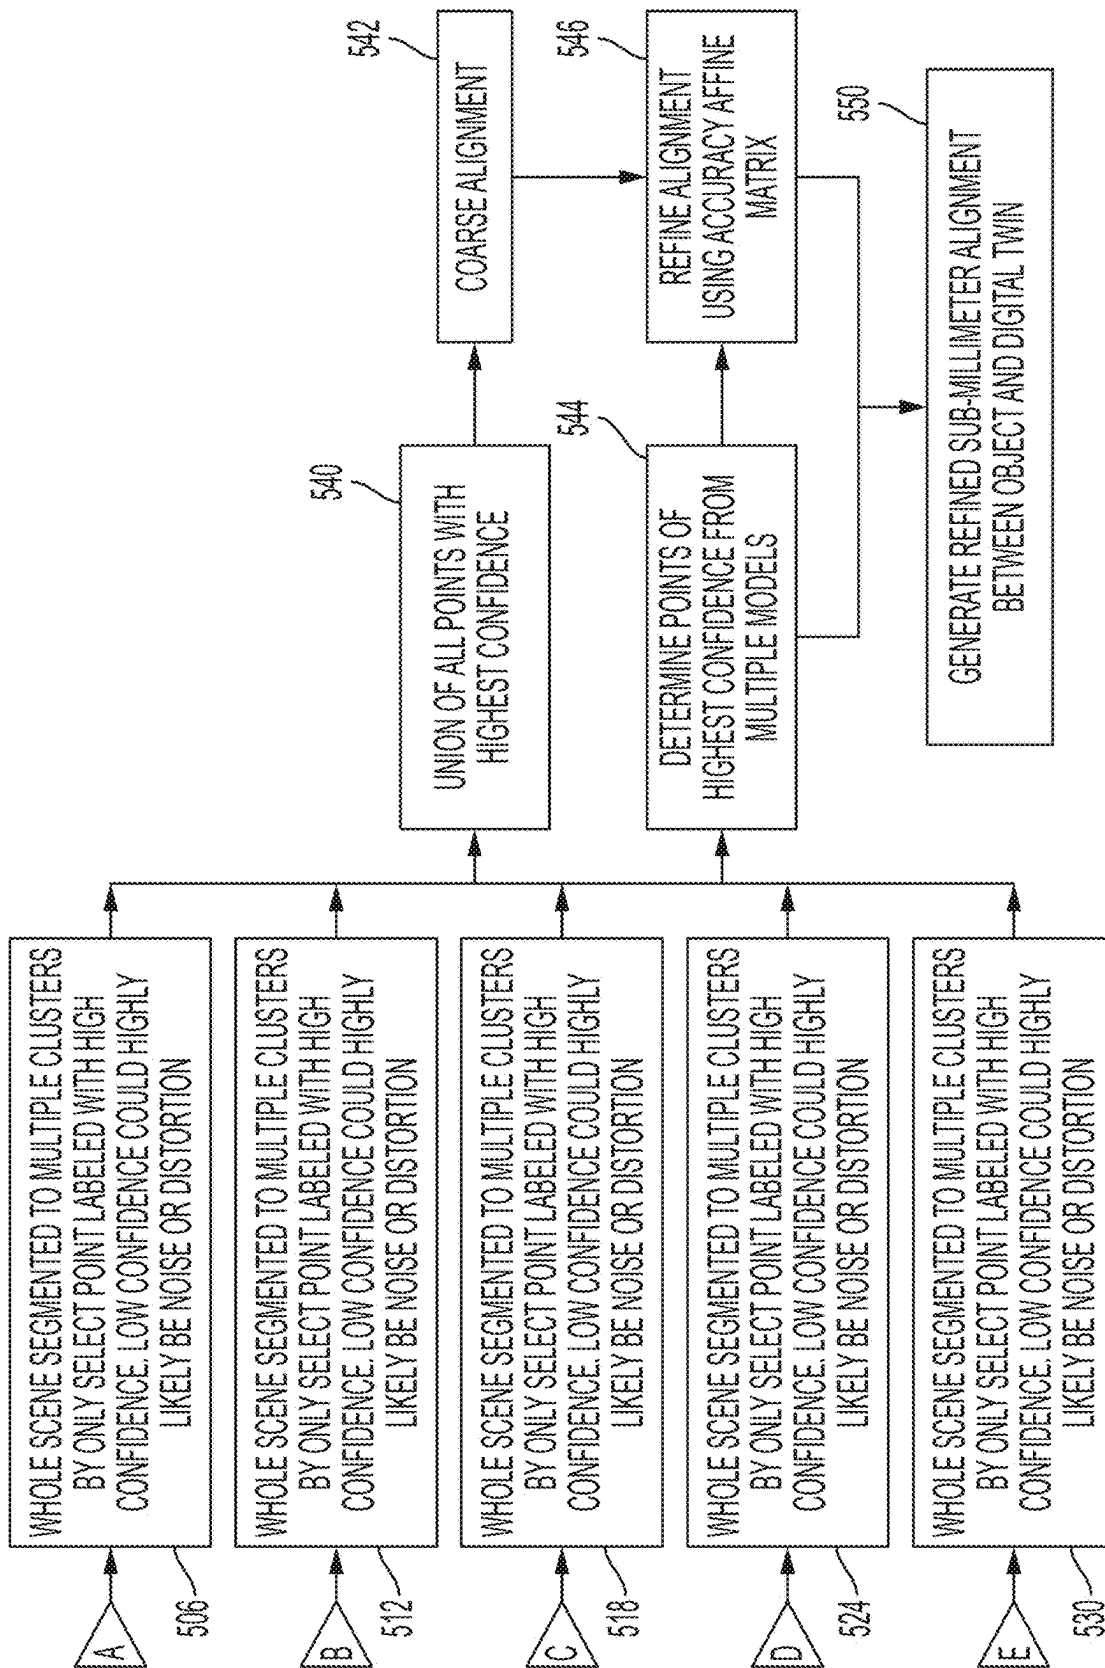 A
WHOLE SCENE SEGMENTED TO MULTIPLE CLUSTERS
BY ONLY SELECT POINT LABELED WITH HIGH
CONFIDENCE. LOW CONFIDENCE COULD HIGHLY
LIKELY BE NOISE OR DISTORTION
506
B
WHOLE SCENE SEGMENTED TO MULTIPLE CLUSTERS
BY ONLY SELECT POINT LABELED WITH HIGH
CONFIDENCE. LOW CONFIDENCE COULD HIGHLY
LIKELY BE NOISE OR DISTORTION
512
C
WHOLE SCENE SEGMENTED TO MULTIPLE CLUSTERS
BY ONLY SELECT POINT LABELED WITH HIGH
CONFIDENCE. LOW CONFIDENCE COULD HIGHLY
LIKELY BE NOISE OR DISTORTION
518
D
WHOLE SCENE SEGMENTED TO MULTIPLE CLUSTERS
BY ONLY SELECT POINT LABELED WITH HIGH
CONFIDENCE. LOW CONFIDENCE COULD HIGHLY
LIKELY BE NOISE OR DISTORTION
524
E
WHOLE SCENE SEGMENTED TO MULTIPLE CLUSTERS
BY ONLY SELECT POINT LABELED WITH HIGH
CONFIDENCE. LOW CONFIDENCE COULD HIGHLY
LIKELY BE NOISE OR DISTORTION
530
540
UNION OF ALL POINTS WITH
HIGHEST CONFIDENCE
542
COARSE ALIGNMENT
544
DETERMINE POINTS OF
HIGHEST CONFIDENCE FROM
MULTIPLE MODELS
546
REFINE ALIGNMENT
USING ACCURACY AFFINE
MATRIX
550
GENERATE REFINED SUB-MILLIMETER ALIGNMENT
BETWEEN OBJECT AND DIGITAL TWIN